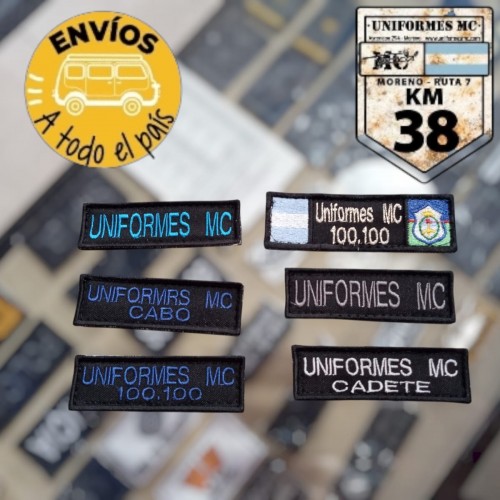 ENVÍOS
A todo el país
·UNIFORMES MC·
MC
MORENO - RUTA 7
KM
38
UNIFORMES MC
Uniformes MC
100.100
UNIFORMRS MC
CABO
UNIFORMES MC
UNIFORMES MC
100.100
UNIFORMES MC
CADETE